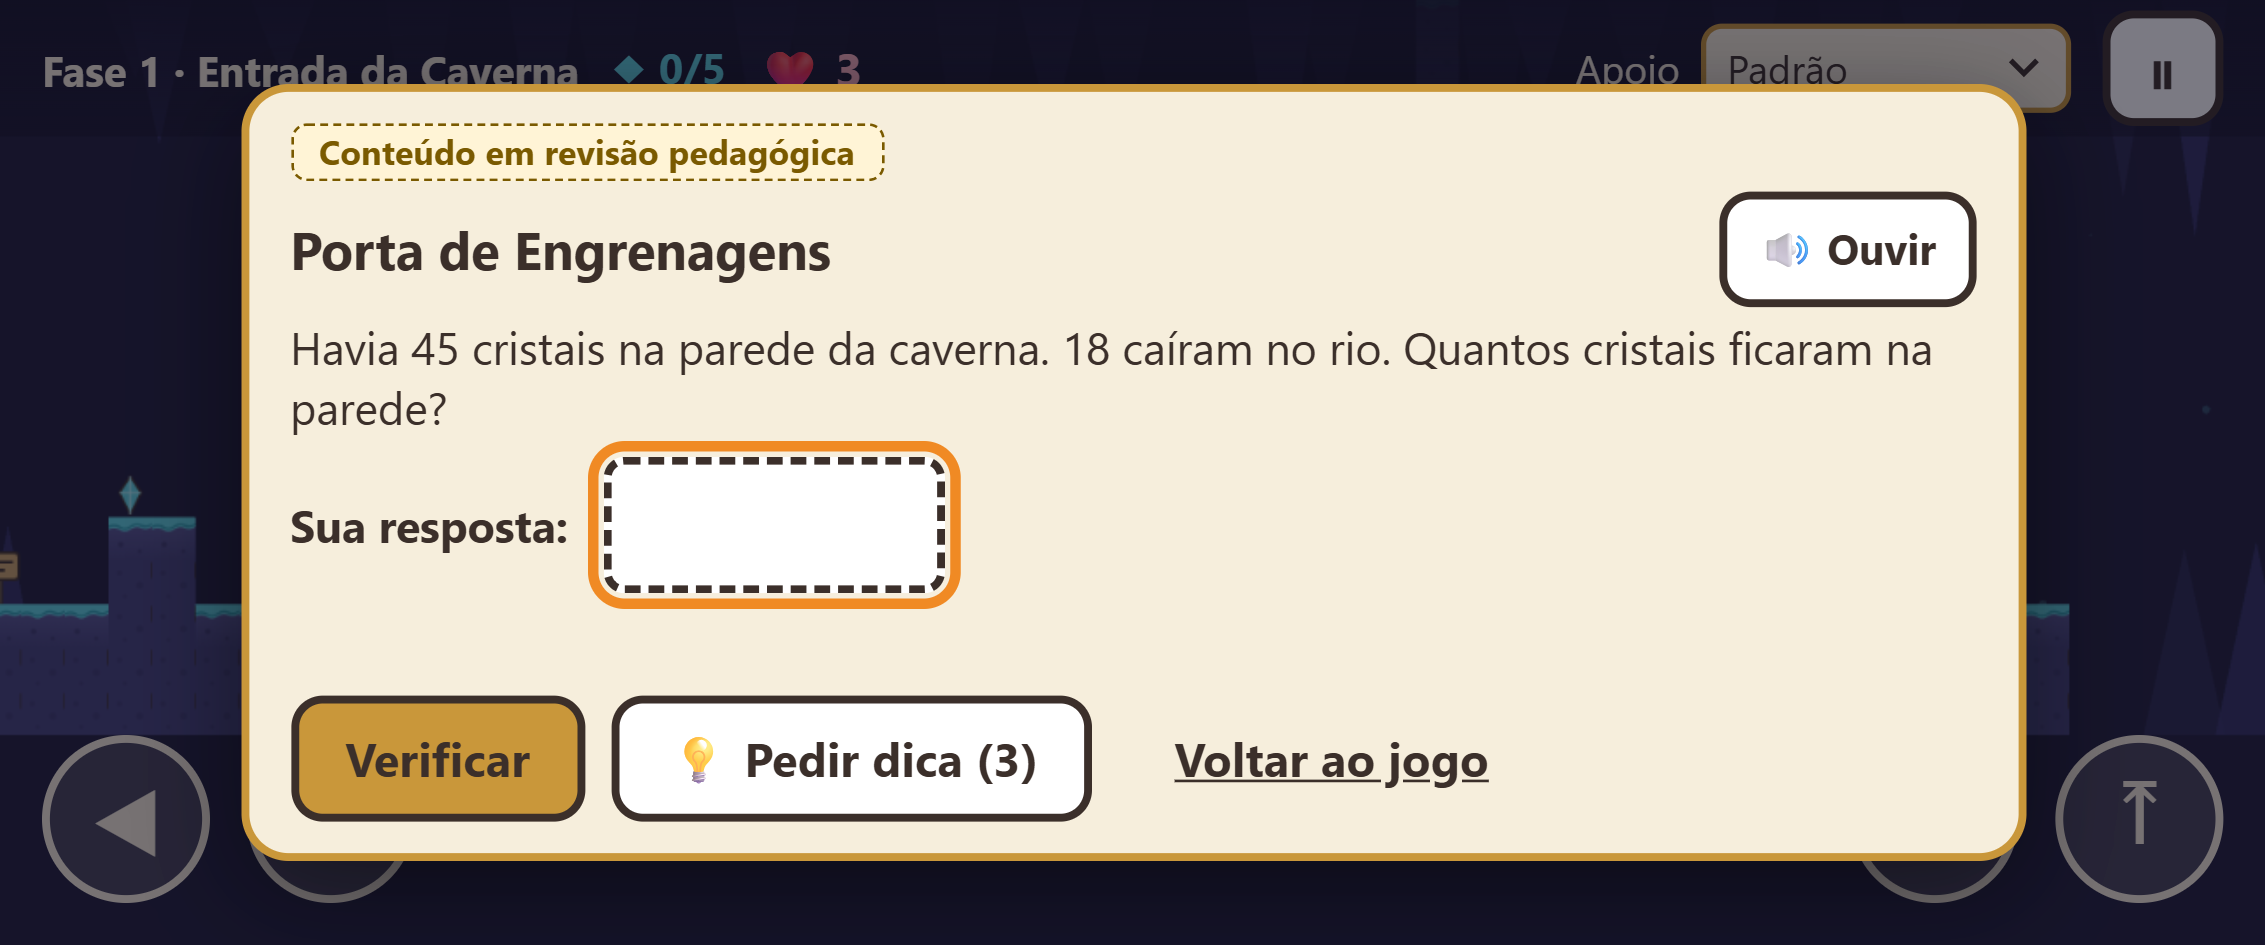 Fase 1 · Entrada da Caverna 0/5 3 Apoio Padrão
Conteúdo em revisão pedagógica
Porta de Engrenagens
Ouvir
Havia 45 cristais na parede da caverna. 18 caíram no rio. Quantos cristais ficaram na
parede?
Sua resposta:
Verificar
Pedir dica (3)
Voltar ao jogo